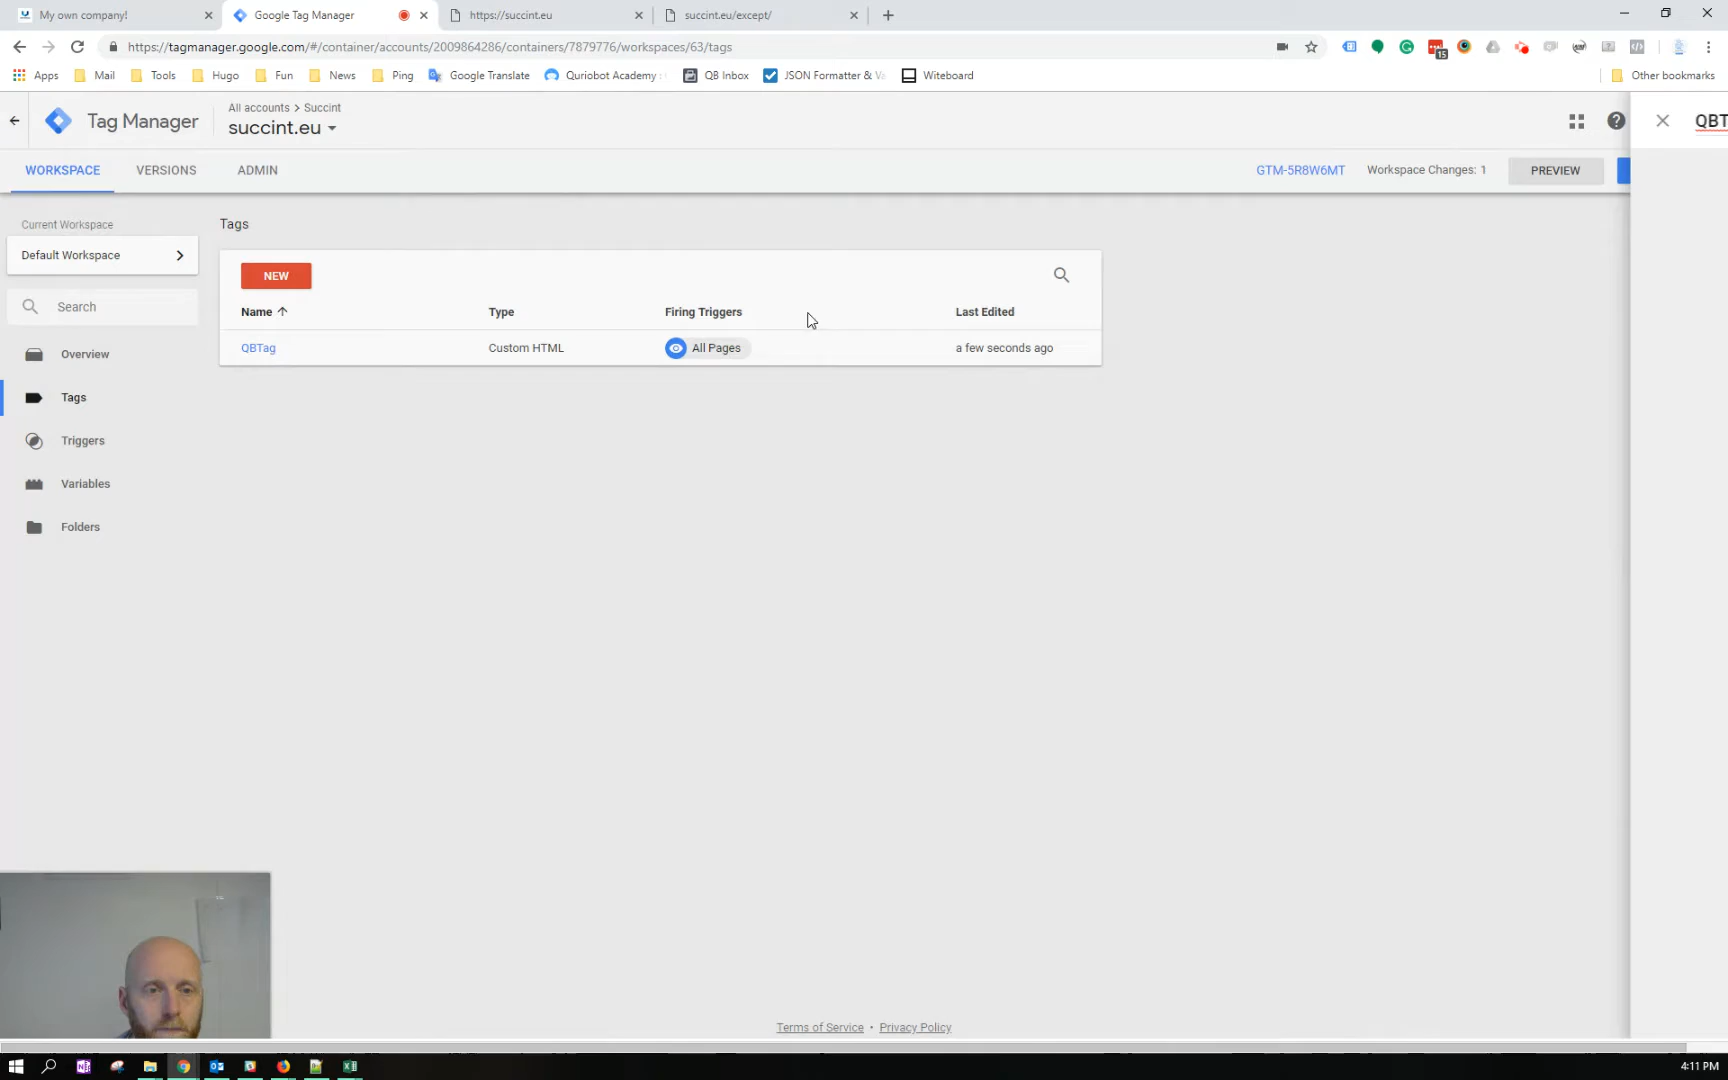 My own company!
Google Tag Manager
https://succint.eu
succint.eu/except/
https://tagmanager.google.com/#/container/accounts/2009864286/containers/7879776/workspaces/63/tags
Apps
Mail
Tools
Hugo
Fun
News
Ping
Google Translate
Quriobot Academy
QB Inbox
JSON Formatter & Va
Witeboard
Other bookmarks
15
Tag Manager
All accounts > Succint
succint.eu
QBT
WORKSPACE
VERSIONS
ADMIN
GTM-5R8W6MT
Workspace Changes: 1
PREVIEW
Current Workspace
Default Workspace
Search
Overview
Tags
Triggers
Variables
Folders
Tags
NEW
Name
Type
Firing Triggers
Last Edited
QBTag
Custom HTML
All Pages
a few seconds ago
Terms of Service • Privacy Policy
4:11 PM